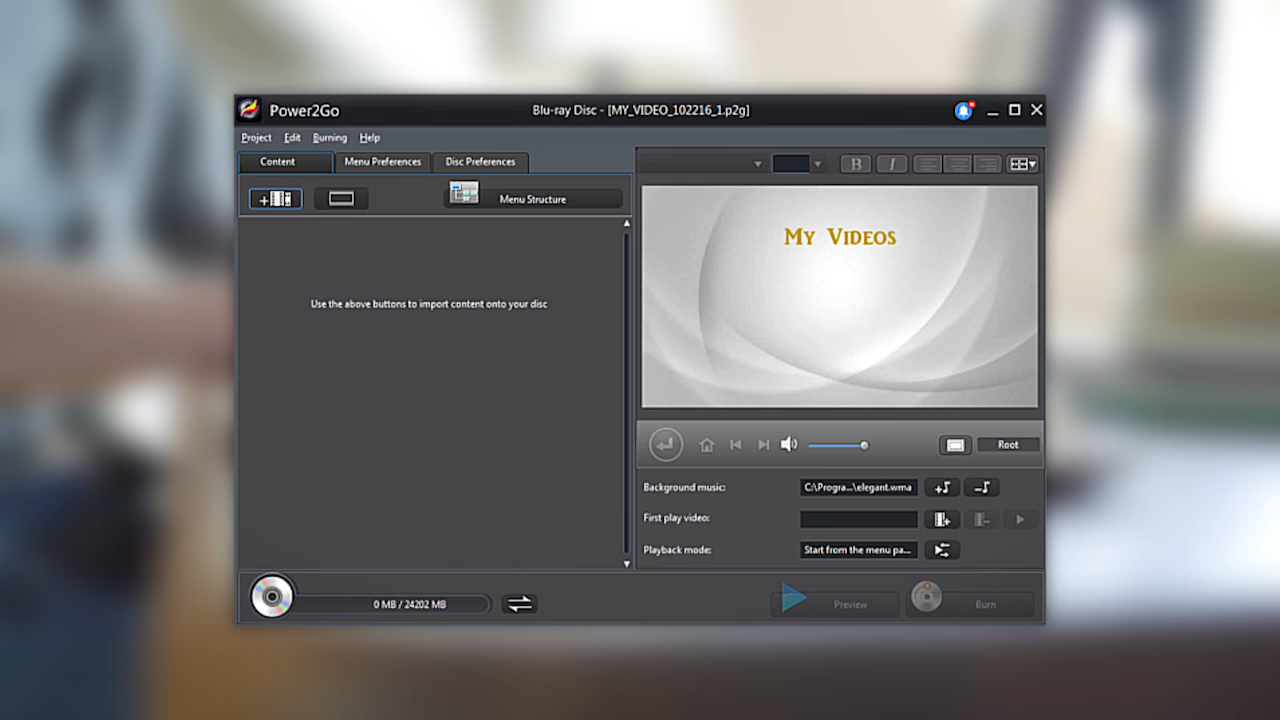 Power2Go
Blu-ray Disc - [MY_VIDEO_102216_1.p2g]
Project Edit Burning Help
Content Menu Preferences Disc Preferences
B I
Menu Structure
My Videos
Use the above buttons to import content onto your disc
Root
Background music: C:\Progra...\elegant.wma
First play video:
Playback mode: Start from the menu pa...
0 MB / 24202 MB
Preview
Burn